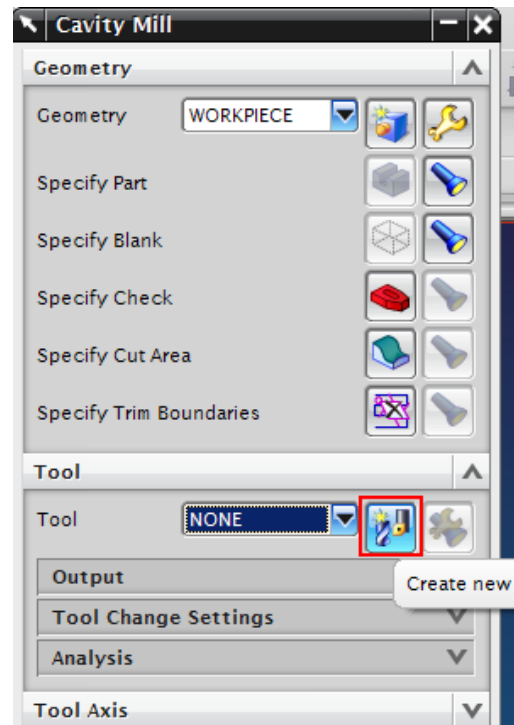 Cavity Mill
Geometry
Geometry WORKPIECE
Specify Part
Specify Blank
Specify Check
Specify Cut Area
Specify Trim Boundaries
Tool
Tool NONE
Output
Create new
Tool Change Settings
Analysis
Tool Axis